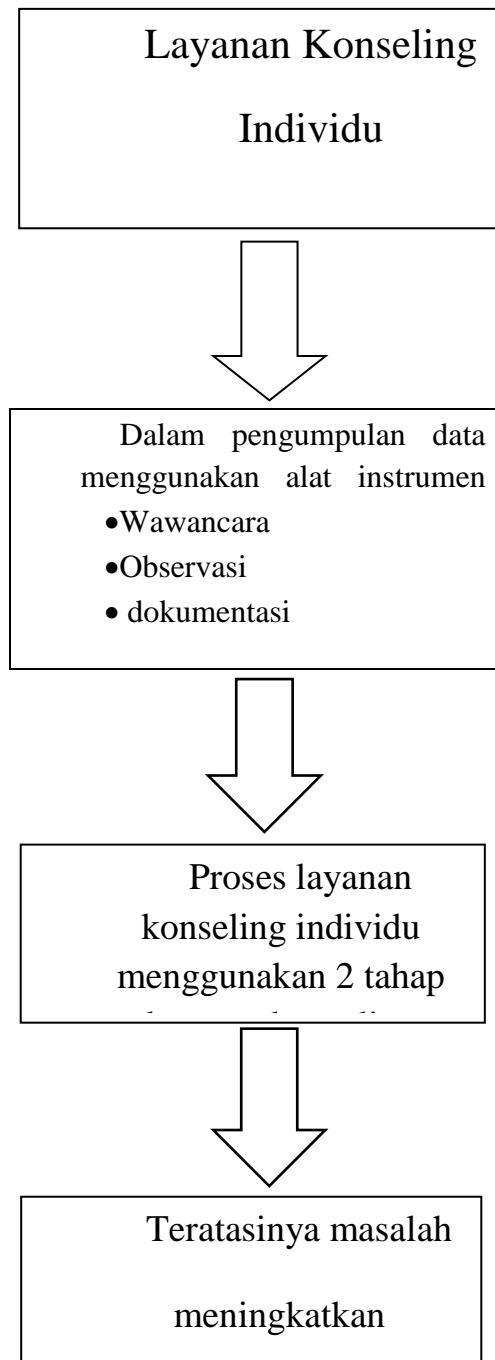 Layanan Konseling
Individu
Dalam pengumpulan data
menggunakan alat instrumen
•Wawancara
•Observasi
• dokumentasi
Proses layanan
konseling individu
menggunakan 2 tahap
Teratasinya masalah
meningkatkan